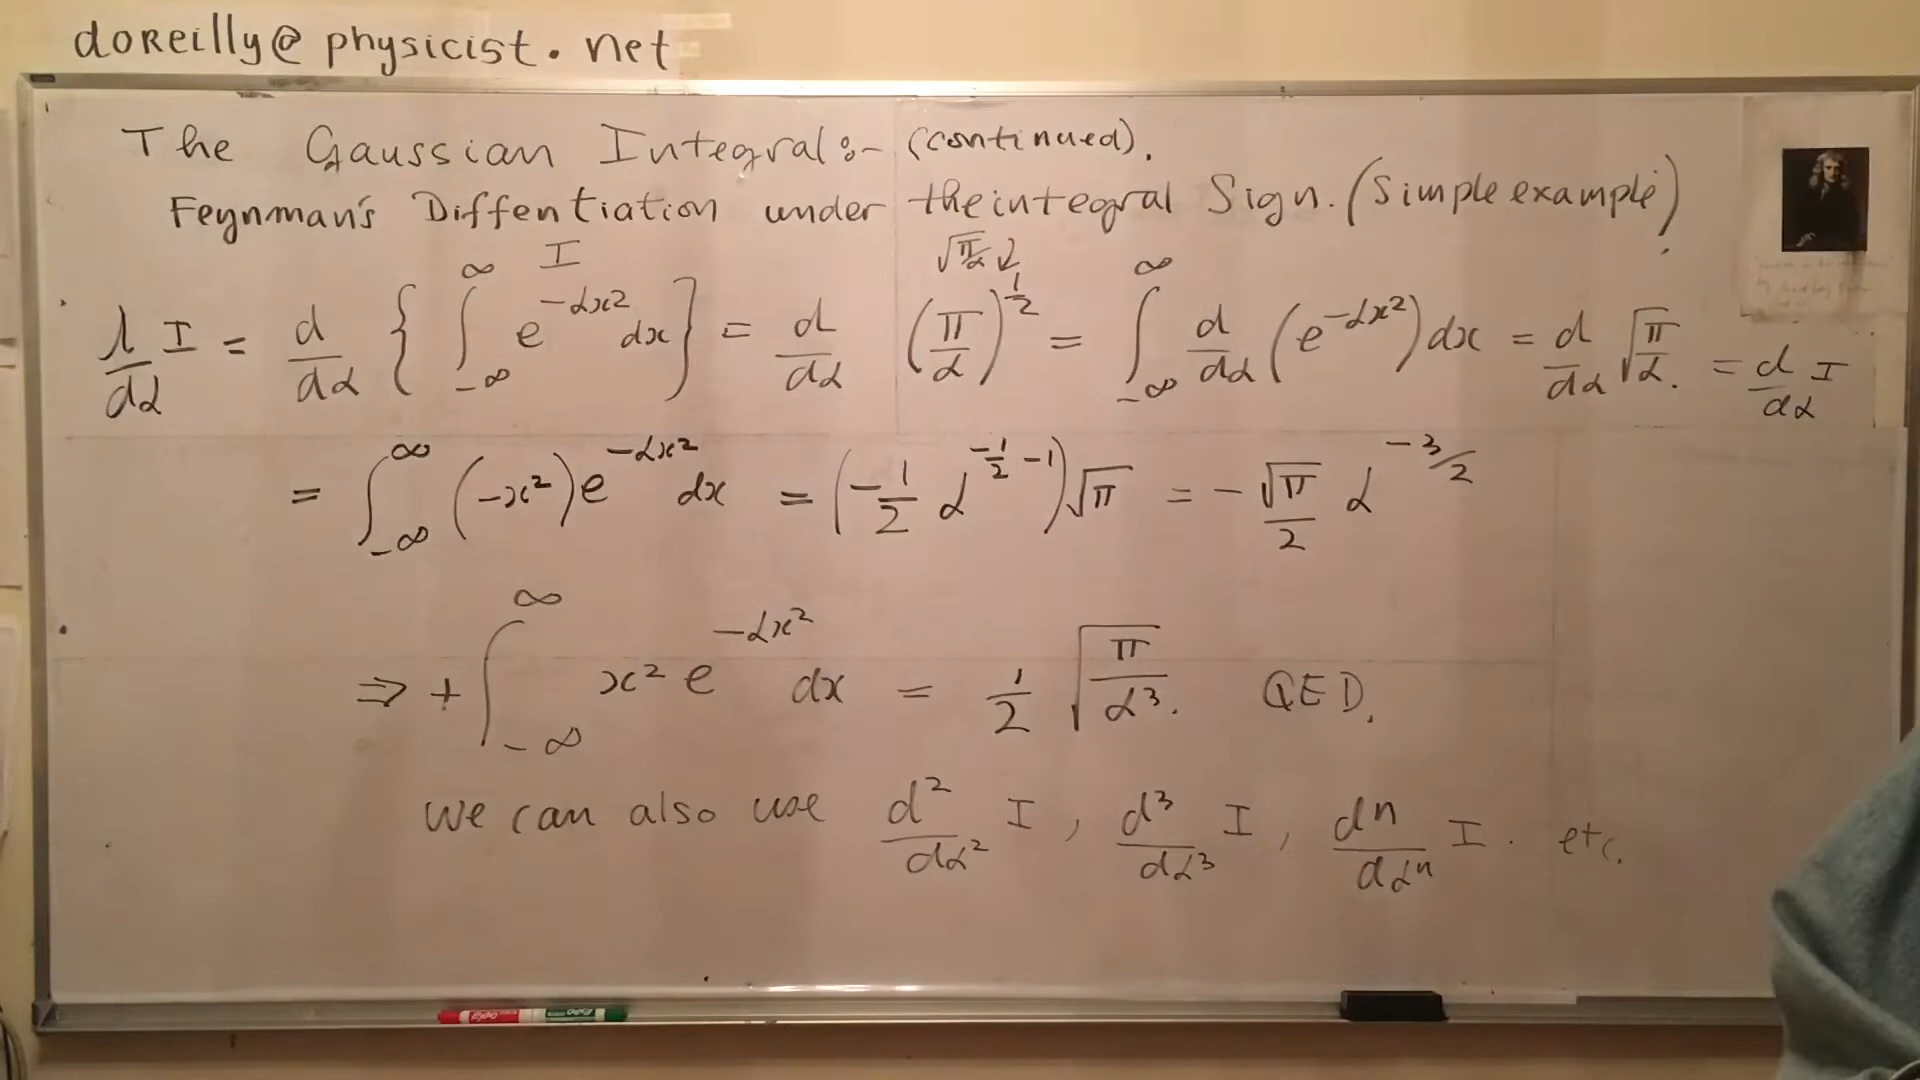 doReilly@physicist.net
The Gaussian Integral:- (continued).
Feynman's Diffentiation under the integral Sign. (Simple example)
I √π/α ↓
d/dα I = d/dα { ∫_{-∞}^{∞} e^{-αx²} dx } = d/dα (π/α)^{1/2} = ∫_{-∞}^{∞} d/dα (e^{-αx²}) dx = d/dα √π/α. = d/dα I
= ∫_{-∞}^{∞} (-x²) e^{-αx²} dx = (-1/2 α^{-1/2 -1}) √π = - √π/2 α^{-3/2}
⇒ + ∫_{-∞}^{∞} x² e^{-αx²} dx = 1/2 √π/α³. QED.
We can also use d²/dα² I, d³/dα³ I, dⁿ/dαⁿ I. etc.